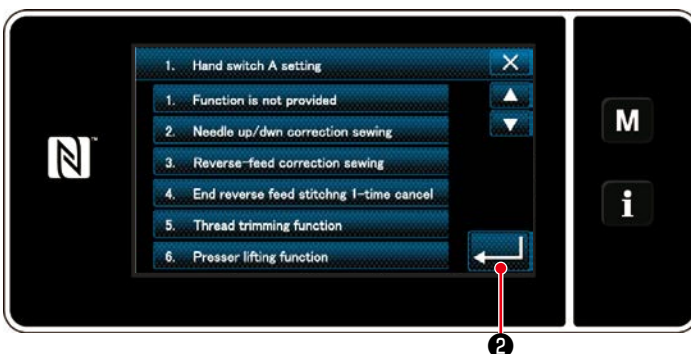 1. Hand switch A setting
1. Function is not provided
2. Needle up/dwn correction sewing
3. Reverse-feed correction sewing
4. End reverse feed stitchng 1-time cancel
5. Thread trimming function
6. Presser lifting function
N™
M
i
❷